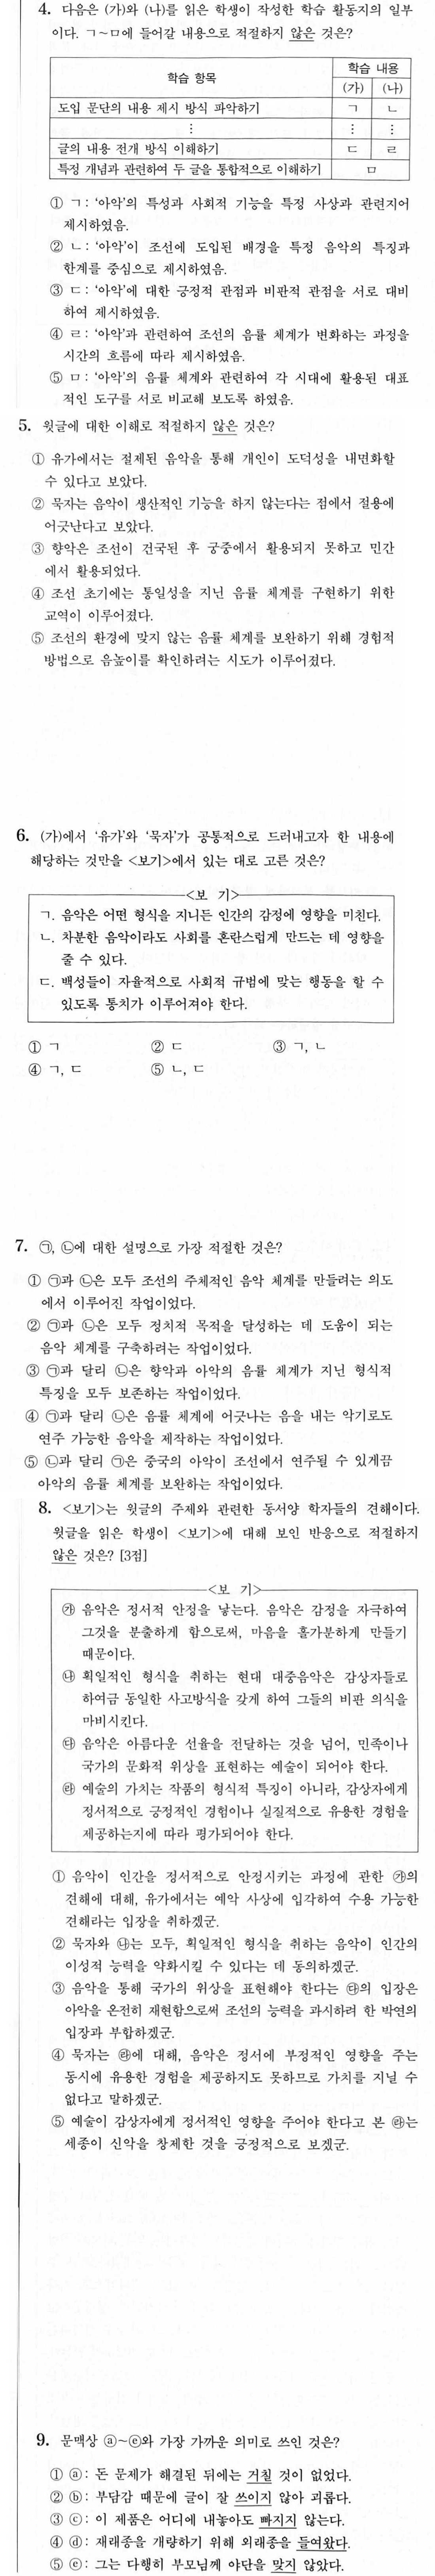 4. 다음은 (가)와 (나)를 읽은 학생이 작성한 학습 활동지의 일부
이다. ㄱ~ㅁ에 들어갈 내용으로 적절하지 않은 것은?
학습 항목 학습 내용
(가) (나)
도입 문단의 내용 제시 방식 파악하기 ㄱ ㄴ
⋮ ⋮ ⋮
글의 내용 전개 방식 이해하기 ㄷ ㄹ
특정 개념과 관련하여 두 글을 통합적으로 이해하기 ㅁ
① ㄱ: ‘아악’의 특성과 사회적 기능을 특정 사상과 관련지어
제시하였음.
② ㄴ: ‘아악’이 조선에 도입된 배경을 특정 음악의 특징과
한계를 중심으로 제시하였음.
③ ㄷ: ‘아악’에 대한 긍정적 관점과 비판적 관점을 서로 대비
하여 제시하였음.
④ ㄹ: ‘아악’과 관련하여 조선의 음률 체계가 변화하는 과정을
시간의 흐름에 따라 제시하였음.
⑤ ㅁ: ‘아악’의 음률 체계와 관련하여 각 시대에 활용된 대표
적인 도구를 서로 비교해 보도록 하였음.
5. 윗글에 대한 이해로 적절하지 않은 것은?
① 유가에서는 절제된 음악을 통해 개인이 도덕성을 내면화할
수 있다고 보았다.
② 묵자는 음악이 생산적인 기능을 하지 않는다는 점에서 절용에
어긋난다고 보았다.
③ 향악은 조선이 건국된 후 궁중에서 활용되지 못하고 민간
에서 활용되었다.
④ 조선 초기에는 통일성을 지닌 음률 체계를 구현하기 위한
교역이 이루어졌다.
⑤ 조선의 환경에 맞지 않는 음률 체계를 보완하기 위해 경험적
방법으로 음높이를 확인하려는 시도가 이루어졌다.
6. (가)에서 ‘유가’와 ‘묵자’가 공통적으로 드러내고자 한 내용에
해당하는 것만을 <보기>에서 있는 대로 고른 것은?
<보 기>
ㄱ. 음악은 어떤 형식을 지니든 인간의 감정에 영향을 미친다.
ㄴ. 차분한 음악이라도 사회를 혼란스럽게 만드는 데 영향을
줄 수 있다.
ㄷ. 백성들이 자율적으로 사회적 규범에 맞는 행동을 할 수
있도록 통치가 이루어져야 한다.
① ㄱ ② ㄷ ③ ㄱ, ㄴ
④ ㄱ, ㄷ ⑤ ㄴ, ㄷ
7. ㉠, ㉡에 대한 설명으로 가장 적절한 것은?
① ㉠과 ㉡은 모두 조선의 주체적인 음악 체계를 만들려는 의도
에서 이루어진 작업이었다.
② ㉠과 ㉡은 모두 정치적 목적을 달성하는 데 도움이 되는
음악 체계를 구축하려는 작업이었다.
③ ㉠과 달리 ㉡은 향악과 아악의 음률 체계가 지닌 형식적
특징을 모두 보존하는 작업이었다.
④ ㉠과 달리 ㉡은 음률 체계에 어긋나는 음을 내는 악기로도
연주 가능한 음악을 제작하는 작업이었다.
⑤ ㉡과 달리 ㉠은 중국의 아악이 조선에서 연주될 수 있게끔
아악의 음률 체계를 보완하는 작업이었다.
8. <보기>는 윗글의 주제와 관련한 동서양 학자들의 견해이다.
윗글을 읽은 학생이 <보기>에 대해 보인 반응으로 적절하지
않은 것은? [3점]
<보 기>
㉮ 음악은 정서적 안정을 낳는다. 음악은 감정을 자극하여
그것을 분출하게 함으로써, 마음을 홀가분하게 만들기
때문이다.
㉯ 획일적인 형식을 취하는 현대 대중음악은 감상자들로
하여금 동일한 사고방식을 갖게 하여 그들의 비판 의식을
마비시킨다.
㉰ 음악은 아름다운 선율을 전달하는 것을 넘어, 민족이나
국가의 문화적 위상을 표현하는 예술이 되어야 한다.
㉱ 예술의 가치는 작품의 형식적 특징이 아니라, 감상자에게
정서적으로 긍정적인 경험이나 실질적으로 유용한 경험을
제공하는지에 따라 평가되어야 한다.
① 음악이 인간을 정서적으로 안정시키는 과정에 관한 ㉮의
견해에 대해, 유가에서는 예악 사상에 입각하여 수용 가능한
견해라는 입장을 취하겠군.
② 묵자와 ㉯는 모두, 획일적인 형식을 취하는 음악이 인간의
이성적 능력을 약화시킬 수 있다는 데 동의하겠군.
③ 음악을 통해 국가의 위상을 표현해야 한다는 ㉰의 입장은
아악을 온전히 재현함으로써 조선의 능력을 과시하려 한 박연의
입장과 부합하겠군.
④ 묵자는 ㉱에 대해, 음악은 정서에 부정적인 영향을 주는
동시에 유용한 경험을 제공하지도 못하므로 가치를 지닐 수
없다고 말하겠군.
⑤ 예술이 감상자에게 정서적인 영향을 주어야 한다고 본 ㉱는
세종이 신악을 창제한 것을 긍정적으로 보겠군.
9. 문맥상 ⓐ~ⓔ와 가장 가까운 의미로 쓰인 것은?
① ⓐ: 돈 문제가 해결된 뒤에는 거칠 것이 없었다.
② ⓑ: 부담감 때문에 글이 잘 쓰이지 않아 괴롭다.
③ ⓒ: 이 제품은 어디에 내놓아도 빠지지 않는다.
④ ⓓ: 재래종을 개량하기 위해 외래종을 들여왔다.
⑤ ⓔ: 그는 다행히 부모님께 야단을 맞지 않았다.